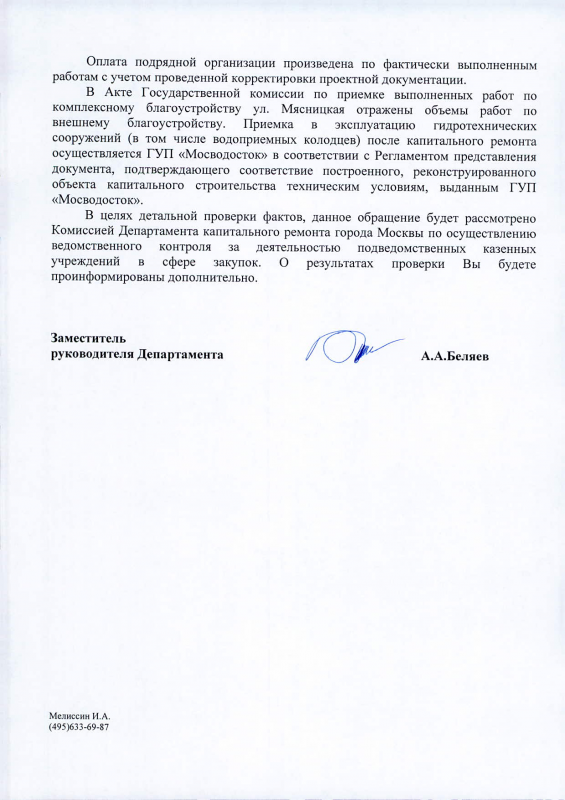 Оплата подрядной организации произведена по фактически выполненным
работам с учетом проведенной корректировки проектной документации.
В Акте Государственной комиссии по приемке выполненных работ по
комплексному благоустройству ул. Мясницкая отражены объемы работ по
внешнему благоустройству. Приемка в эксплуатацию гидротехнических
сооружений (в том числе водоприемных колодцев) после капитального ремонта
осуществляется ГУП «Мосводосток» в соответствии с Регламентом представления
документа, подтверждающего соответствие построенного, реконструированного
объекта капитального строительства техническим условиям, выданным ГУП
«Мосводосток».
В целях детальной проверки фактов, данное обращение будет рассмотрено
Комиссией Департамента капитального ремонта города Москвы по осуществлению
ведомственного контроля за деятельностью подведомственных казенных
учреждений в сфере закупок. О результатах проверки Вы будете
проинформированы дополнительно.
Заместитель
руководителя Департамента
А.А.Беляев
Мелиссин И.А.
(495)633-69-87